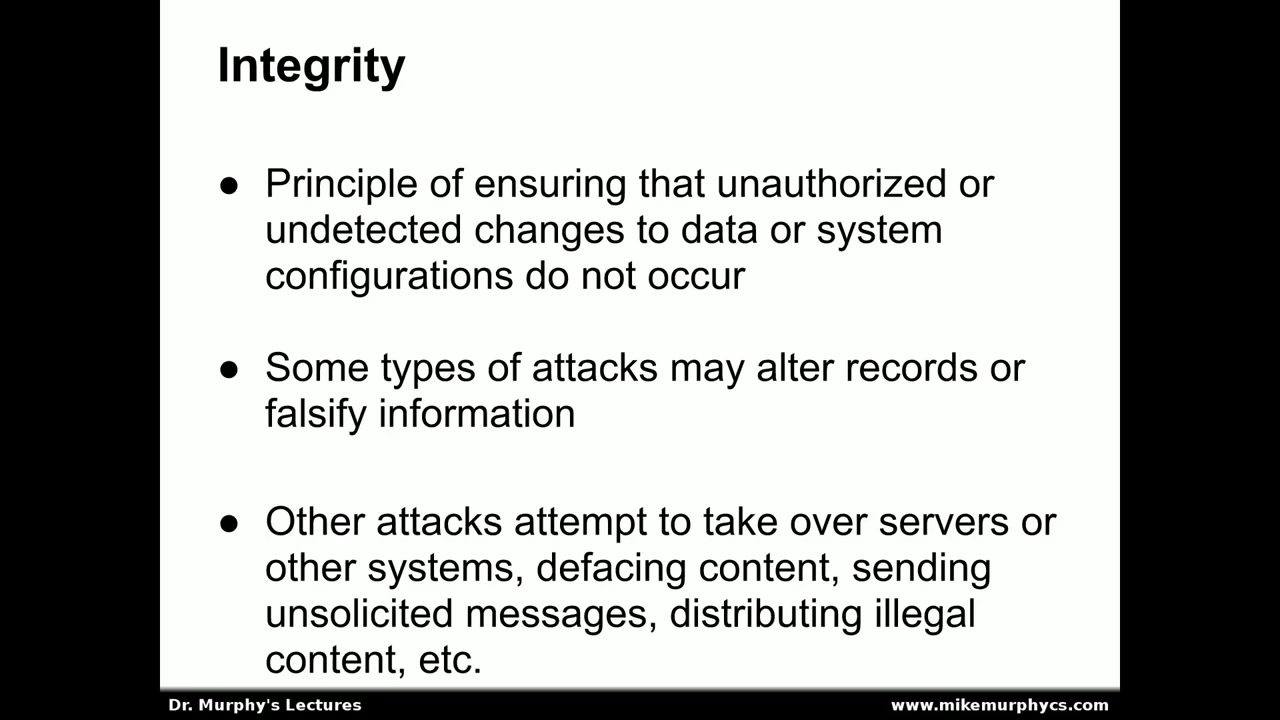 Integrity
● Principle of ensuring that unauthorized or
undetected changes to data or system
configurations do not occur
● Some types of attacks may alter records or
falsify information
● Other attacks attempt to take over servers or
other systems, defacing content, sending
unsolicited messages, distributing illegal
content, etc.
Dr. Murphy's Lectures
www.mikemurphycs.com